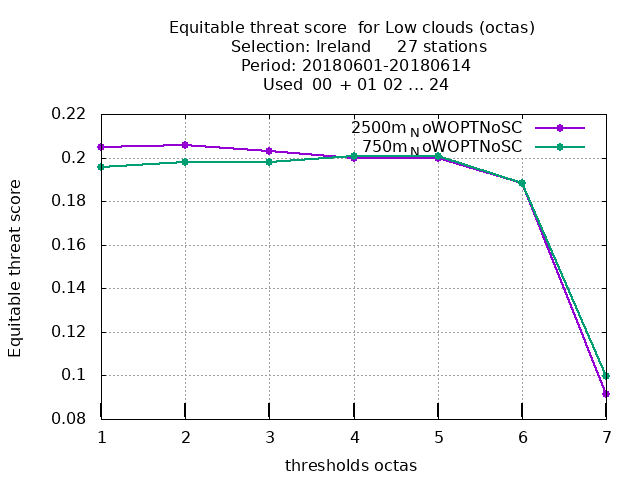 Equitable threat score  for Low clouds (octas)
Selection: Ireland     27 stations
Period: 20180601-20180614
Used  00 + 01 02 ... 24
2500m_NoWOPTNoSC
750m_NoWOPTNoSC
0.22
0.2
0.18
0.16
0.14
0.12
0.1
0.08
Equitable threat score
1 2 3 4 5 6 7
thresholds octas